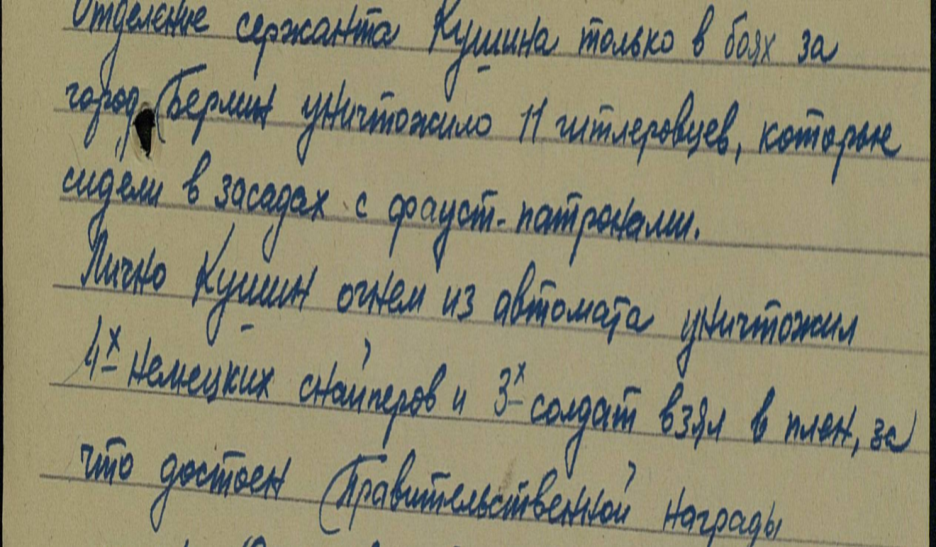 Отделение сержанта Кушина только в боях за
город Берлин уничтожило 11 гитлеровцев, которые
сидели в засадах с фауст-патронами.
Лично Кушин огнем из автомата уничтожил
4х немецких снайперов и 3х солдат взял в плен, за
что достоен Правительственной награды